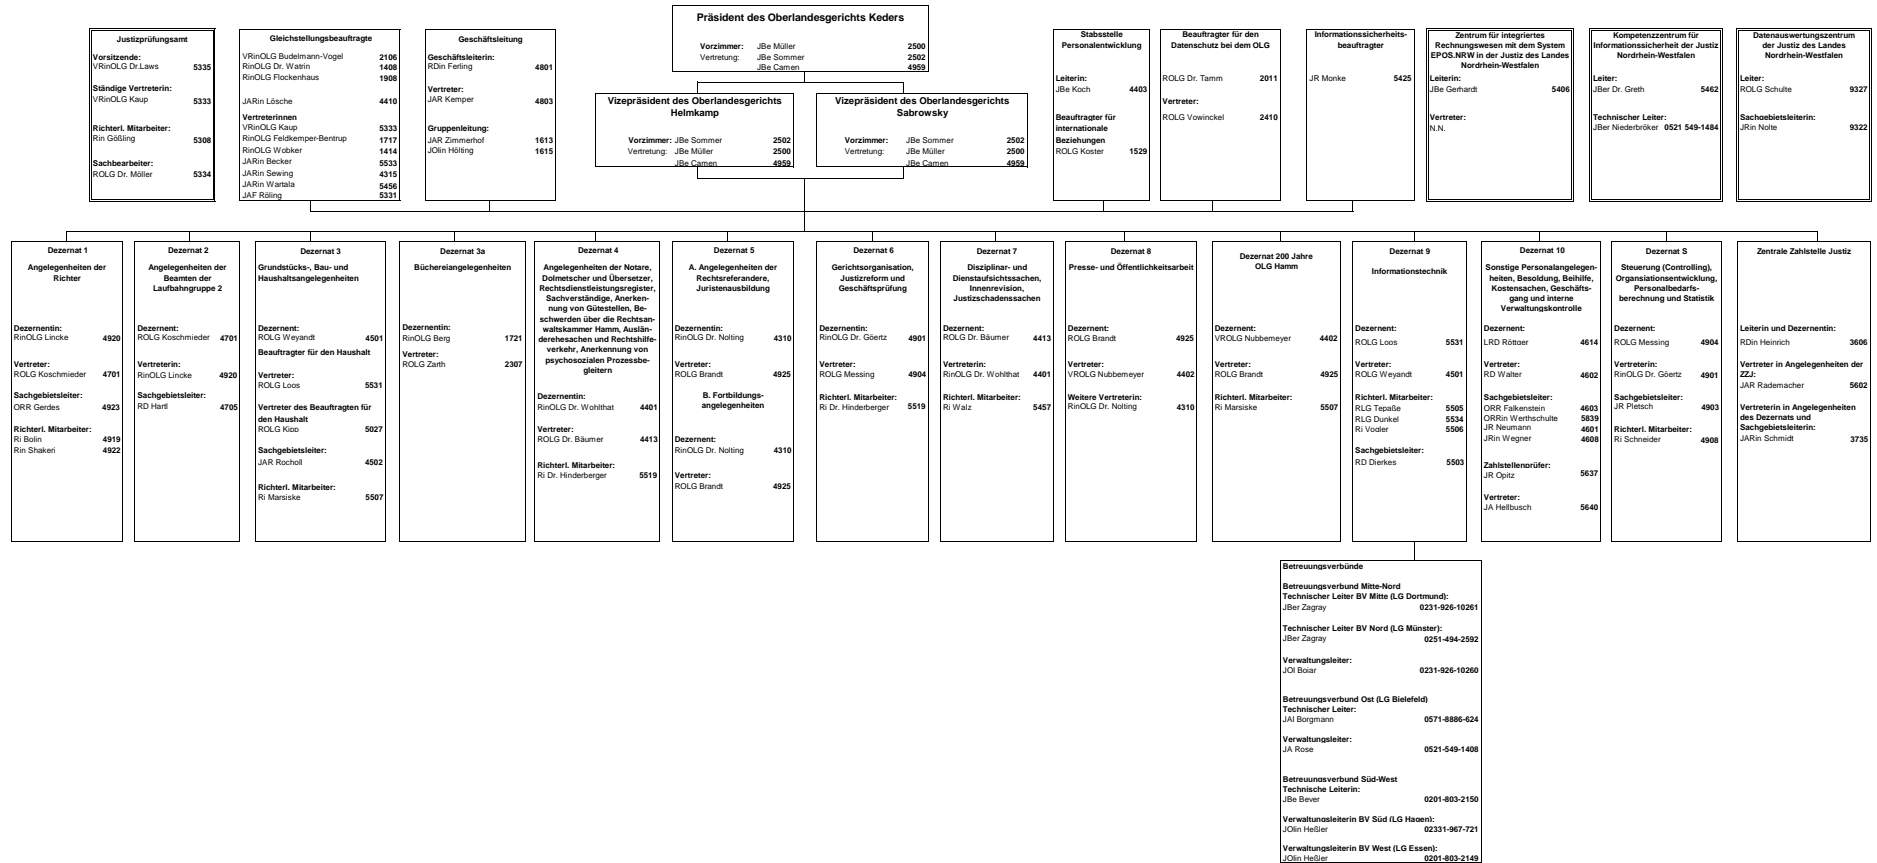 Präsident des Oberlandesgerichts Keders
Vorzimmer: JBe Müller 2500
Vertretung: JBe Sommer 2502
JBe Camen 4959
Justizprüfungsamt
Vorsitzende:
VRinOLG Dr.Laws 5335
Ständige Vertreterin:
VRinOLG Kaup 5333
Richterl. Mitarbeiter:
Rin Gößling 5308
Sachbearbeiter:
ROLG Dr. Möller 5334
Gleichstellungsbeauftragte
VRinOLG Budelmann-Vogel 2106
RinOLG Dr. Watrin 1408
RinOLG Flockenhaus 1908
JARin Lösche 4410
Vertreterinnen
VRinOLG Kaup 5333
RinOLG Feldkemper-Bentrup 1717
RinOLG Wobker 1414
JARin Becker 5533
JARin Sewing 4315
JARin Wartala 5456
JAF Röling 5331
Geschäftsleitung
Geschäftsleiterin:
RDin Ferling 4801
Vertreter:
JAR Kemper 4803
Gruppenleitung:
JAR Zimmerhof 1613
JOIin Hölting 1615
Vizepräsident des Oberlandesgerichts
Helmkamp
Vorzimmer: JBe Sommer 2502
Vertretung: JBe Müller 2500
JBe Camen 4959
Vizepräsident des Oberlandesgerichts
Sabrowsky
Vorzimmer: JBe Sommer 2502
Vertretung: JBe Müller 2500
JBe Camen 4959
Stabsstelle
Personalentwicklung
Leiterin:
JBe Koch 4403
Beauftragter für
internationale
Beziehungen
ROLG Koster 1529
Beauftragter für den
Datenschutz bei dem OLG
ROLG Dr. Tamm 2011
Vertreter:
ROLG Vowinckel 2410
Informationssicherheits-
beauftragter
JR Monke 5425
Zentrum für integriertes
Rechnungswesen mit dem System
EPOS.NRW in der Justiz des Landes
Nordrhein-Westfalen
Leiterin:
JBe Gerhardt 5406
Vertreter:
N.N.
Kompetenzzentrum für
Informationssicherheit der Justiz
Nordrhein-Westfalen
Leiter:
JBer Dr. Greth 5462
Technischer Leiter:
JBer Niederbröker 0521 549-1484
Datenauswertungszentrum
der Justiz des Landes
Nordrhein-Westfalen
Leiter:
ROLG Schulte 9327
Sachgebietsleiterin:
JRin Nolte 9322
Dezernat 1
Angelegenheiten der
Richter
Dezernentin:
RinOLG Lincke 4920
Vertreter:
ROLG Koschmieder 4701
Sachgebietsleiter:
ORR Gerdes 4923
Richterl. Mitarbeiter:
Ri Bolin 4919
Rin Shakeri 4922
Dezernat 2
Angelegenheiten der
Beamten der
Laufbahngruppe 2
Dezernent:
ROLG Koschmieder 4701
Vertreterin:
RinOLG Lincke 4920
Sachgebietsleiter:
RD Hartl 4705
Dezernat 3
Grundstücks-, Bau- und
Haushaltsangelegenheiten
Dezernent:
ROLG Weyandt 4501
Beauftragter für den Haushalt
Vertreter:
ROLG Loos 5531
Vertreter des Beauftragten für
den Haushalt
ROLG Kipp 5027
Sachgebietsleiter:
JAR Rocholl 4502
Richterl. Mitarbeiter:
Ri Marsiske 5507
Dezernat 3a
Büchereiangelegenheiten
Dezernentin:
RinOLG Berg 1721
Vertreter:
ROLG Zarth 2307
Dezernat 4
Angelegenheiten der Notare,
Dolmetscher und Übersetzer,
Rechtsdienstleistungsregister,
Sachverständige, Anerken-
nung von Gütestellen, Be-
schwerden über die Rechtsan-
waltskammer Hamm, Auslän-
derehesachen und Rechtshilfe-
verkehr, Anerkennung von
psychosozialen Prozessbe-
gleitern
Dezernentin:
RinOLG Dr. Wohlthat 4401
Vertreter:
ROLG Dr. Bäumer 4413
Richterl. Mitarbeiter:
Ri Dr. Hinderberger 5519
Dezernat 5
A. Angelegenheiten der
Rechtsreferandere,
Juristenausbildung
Dezernentin:
RinOLG Dr. Nolting 4310
Vertreter:
ROLG Brandt 4925
B. Fortbildungs-
angelegenheiten
Dezernent:
RinOLG Dr. Nolting 4310
Vertreter:
ROLG Brandt 4925
Dezernat 6
Gerichtsorganisation,
Justizreform und
Geschäftsprüfung
Dezernentin:
RinOLG Dr. Göertz 4901
Vertreter:
ROLG Messing 4904
Richterl. Mitarbeiter:
Ri Dr. Hinderberger 5519
Dezernat 7
Disziplinar- und
Dienstaufsichtssachen,
Innenrevision,
Justizschadenssachen
Dezernent:
ROLG Dr. Bäumer 4413
Vertreterin:
RinOLG Dr. Wohlthat 4401
Richterl. Mitarbeiter:
Ri Walz 5457
Dezernat 8
Presse- und Öffentlichkeitsarbeit
Dezernent:
ROLG Brandt 4925
Vertreter:
VROLG Nubbemeyer 4402
Weitere Vertreterin:
RinOLG Dr. Nolting 4310
Dezernat 200 Jahre
OLG Hamm
Dezernent:
VROLG Nubbemeyer 4402
Vertreter:
ROLG Brandt 4925
Richterl. Mitarbeiter:
Ri Marsiske 5507
Dezernat 9
Informationstechnik
Dezernent:
ROLG Loos 5531
Vertreter:
ROLG Weyandt 4501
Richterl. Mitarbeiter:
RLG Tepaße 5505
RLG Dunkel 5534
Ri Vogler 5506
Sachgebietsleiter:
RD Dierkes 5503
Dezernat 10
Sonstige Personalangelegen-
heiten, Besoldung, Beihilfe,
Kostensachen, Geschäfts-
gang und interne
Verwaltungskontrolle
Dezernent:
LRD Röttger 4614
Vertreter:
RD Walter 4602
Sachgebietsleiter:
ORR Falkenstein 4603
ORRin Werthschulte 5839
JR Neumann 4601
JRin Wegner 4608
Zahlstellenprüfer:
JR Opitz 5637
Vertreter:
JA Hellbusch 5640
Dezernat S
Steuerung (Controlling),
Organsiationsentwicklung,
Personalbedarfs-
berechnung und Statistik
Dezernent:
ROLG Messing 4904
Vertreterin:
RinOLG Dr. Göertz 4901
Sachgebietsleiter:
JR Pletsch 4903
Richterl. Mitarbeiter:
Ri Schneider 4908
Zentrale Zahlstelle Justiz
Leiterin und Dezernentin:
RDin Heinrich 3606
Vertreter in Angelegenheiten der
ZZJ:
JAR Rademacher 5602
Vertreterin in Angelegenheiten
des Dezernats und
Sachgebietsleiterin:
JARin Schmidt 3735
Betreuungsverbünde
Betreuungsverbund Mitte-Nord
Technischer Leiter BV Mitte (LG Dortmund):
JBer Zagray 0231-926-10261
Technischer Leiter BV Nord (LG Münster):
JBer Zagray 0251-494-2592
Verwaltungsleiter:
JOI Boiar 0231-926-10260
Betreuungsverbund Ost (LG Bielefeld)
Technischer Leiter:
JAI Borgmann 0571-8886-624
Verwaltungsleiter:
JA Rose 0521-549-1408
Betreuungsverbund Süd-West
Technische Leiterin:
JBe Bever 0201-803-2150
Verwaltungsleiterin BV Süd (LG Hagen):
JOIin Heßler 02331-967-721
Verwaltungsleiterin BV West (LG Essen):
JOIin Heßler 0201-803-2149